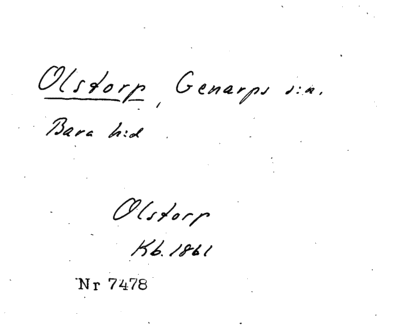 Olstorp, Genarps s:n.
Bara h:d
Olstorp
Kb. 1861
Nr 7478